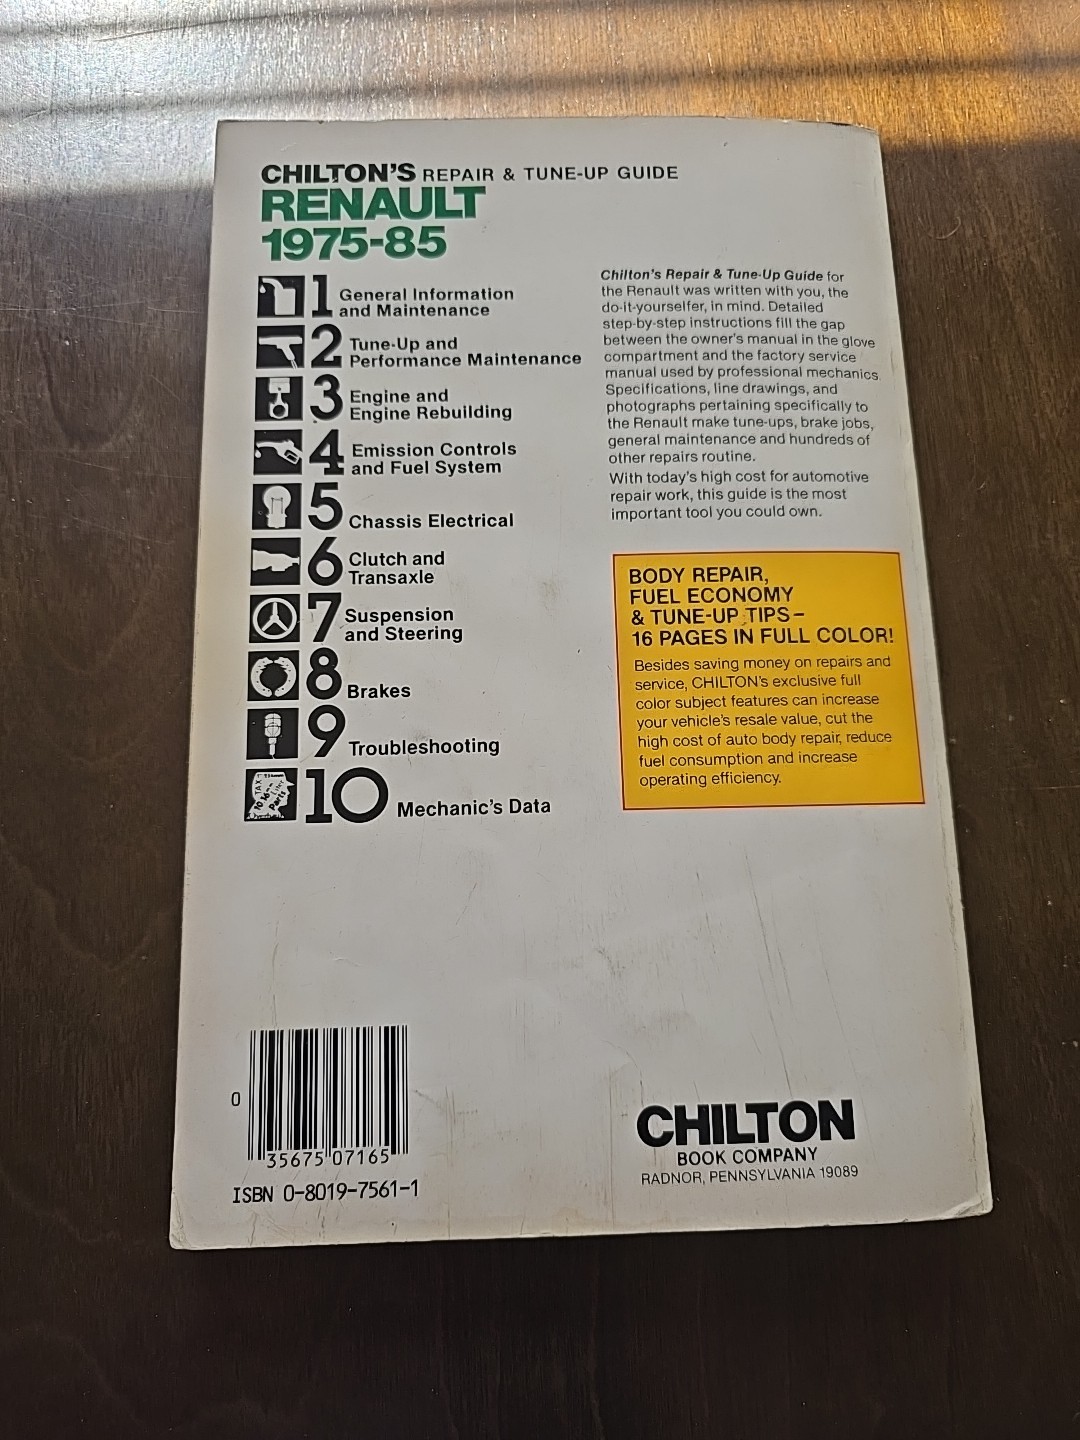 CHILTON'S REPAIR & TUNE-UP GUIDE
RENAULT
1975-85
1 General Information
and Maintenance
2 Tune-Up and
Performance Maintenance
3 Engine and
Engine Rebuilding
4 Emission Controls
and Fuel System
5 Chassis Electrical
6 Clutch and
Transaxle
7 Suspension
and Steering
8 Brakes
9 Troubleshooting
10 Mechanic's Data
Chilton's Repair & Tune-Up Guide for
the Renault was written with you, the
do-it-yourselfer, in mind. Detailed
step-by-step instructions fill the gap
between the owner's manual in the glove
compartment and the factory service
manual used by professional mechanics.
Specifications, line drawings, and
photographs pertaining specifically to
the Renault make tune-ups, brake jobs,
general maintenance and hundreds of
other repairs routine.
With today's high cost for automotive
repair work, this guide is the most
important tool you could own.
BODY REPAIR,
FUEL ECONOMY
& TUNE-UP TIPS–
16 PAGES IN FULL COLOR!
Besides saving money on repairs and
service, CHILTON's exclusive full
color subject features can increase
your vehicle's resale value, cut the
high cost of auto body repair, reduce
fuel consumption and increase
operating efficiency.
0 35675 07165
ISBN 0-8019-7561-1
CHILTON
BOOK COMPANY
RADNOR, PENNSYLVANIA 19089